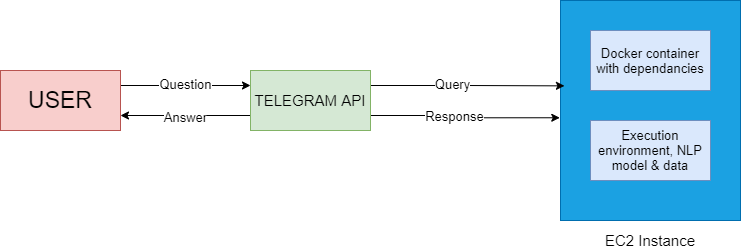 USER
Question
Answer
TELEGRAM API
Query
Response
Docker container
with dependancies
Execution
environment, NLP
model & data
EC2 Instance